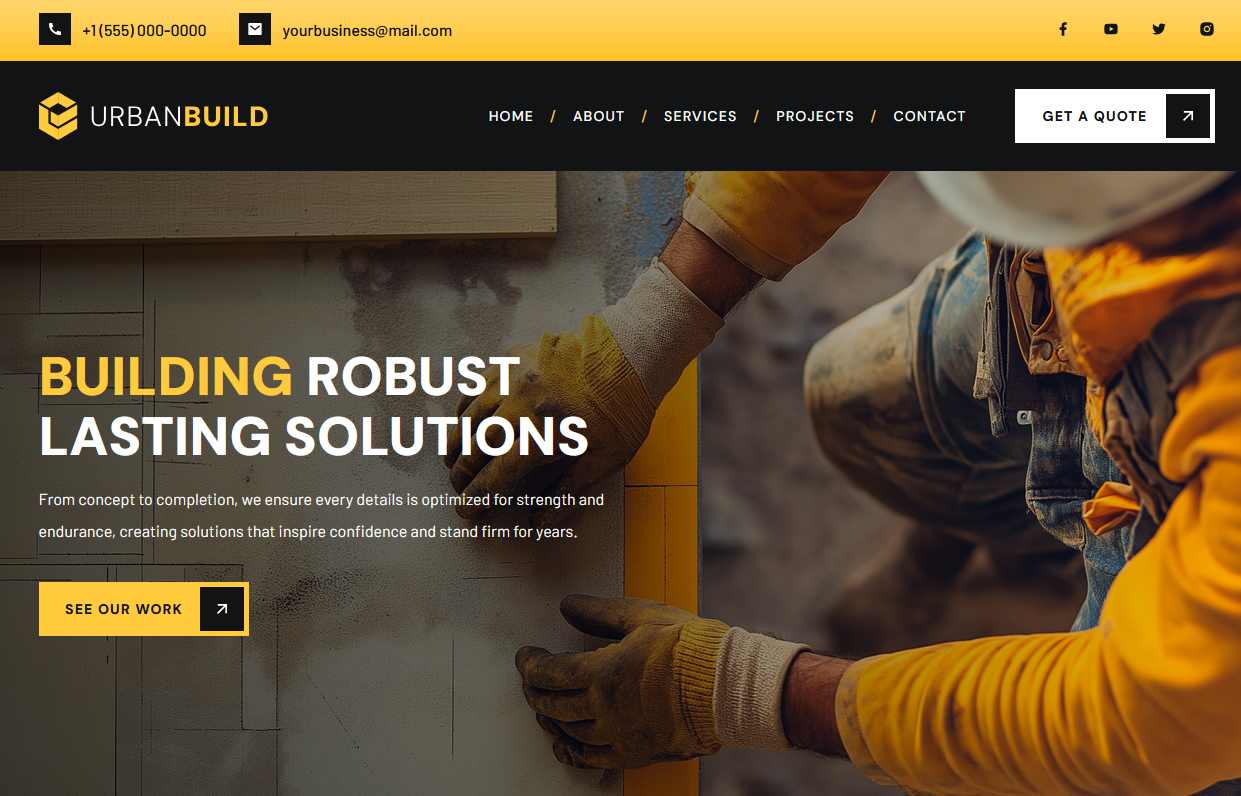 +1 (555) 000-0000
yourbusiness@mail.com
URBANBUILD
HOME / ABOUT / SERVICES / PROJECTS / CONTACT
GET A QUOTE
BUILDING ROBUST
LASTING SOLUTIONS
From concept to completion, we ensure every details is optimized for strength and
endurance, creating solutions that inspire confidence and stand firm for years.
SEE OUR WORK